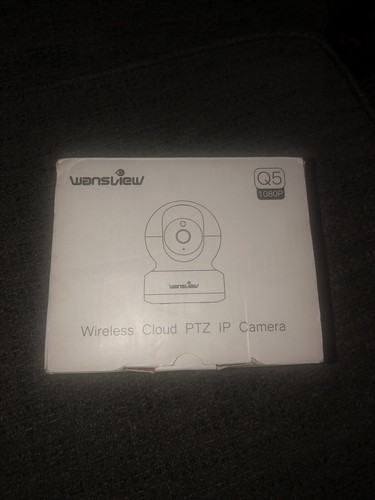 wansview
Q5
1080P
wansview
Wireless Cloud PTZ IP Camera